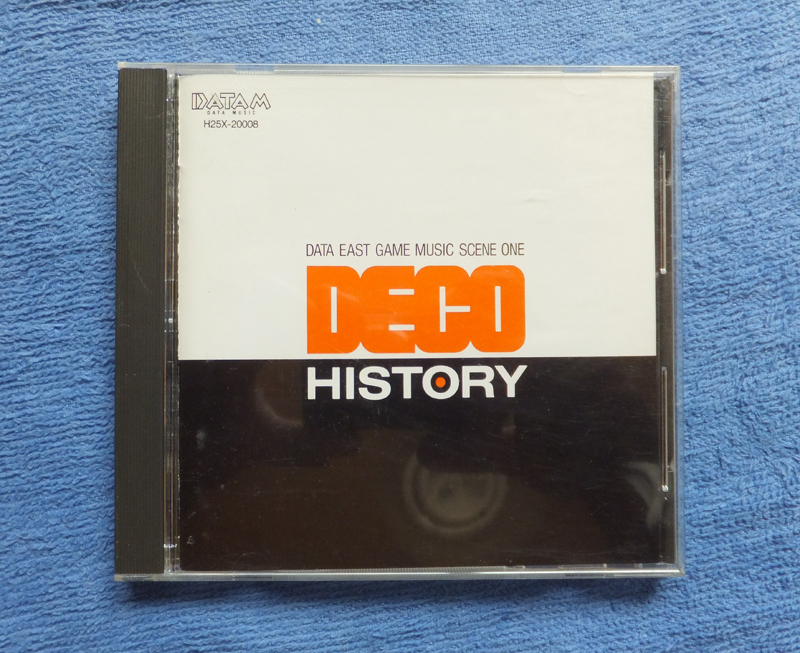 DATAM
DATA MUSIC
H25X-20008
DATA EAST GAME MUSIC SCENE ONE
DECO
HISTORY